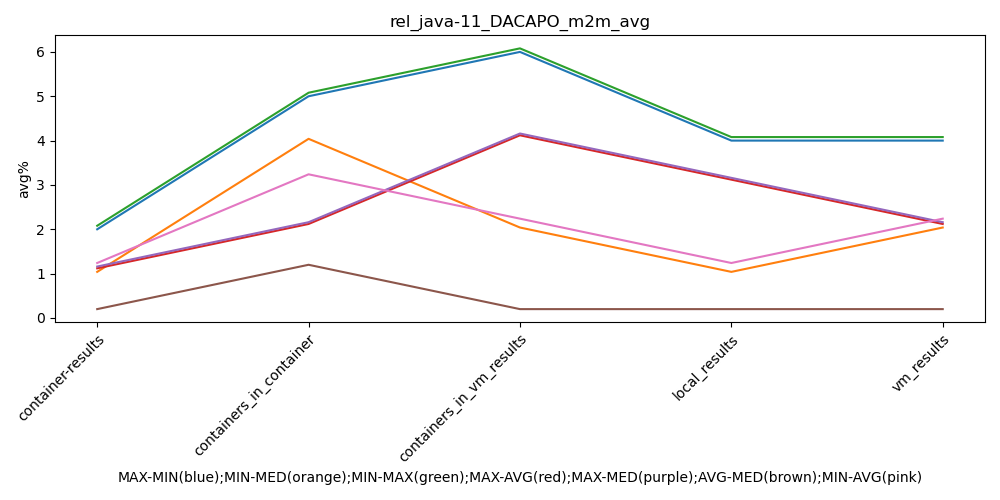 rel_java-11_DACAPO_m2m_avg
avg%
6
5
4
3
2
1
0
container-results
containers_in_container
containers_in_vm_results
local_results
vm_results
MAX-MIN(blue);MIN-MED(orange);MIN-MAX(green);MAX-AVG(red);MAX-MED(purple);AVG-MED(brown);MIN-AVG(pink)